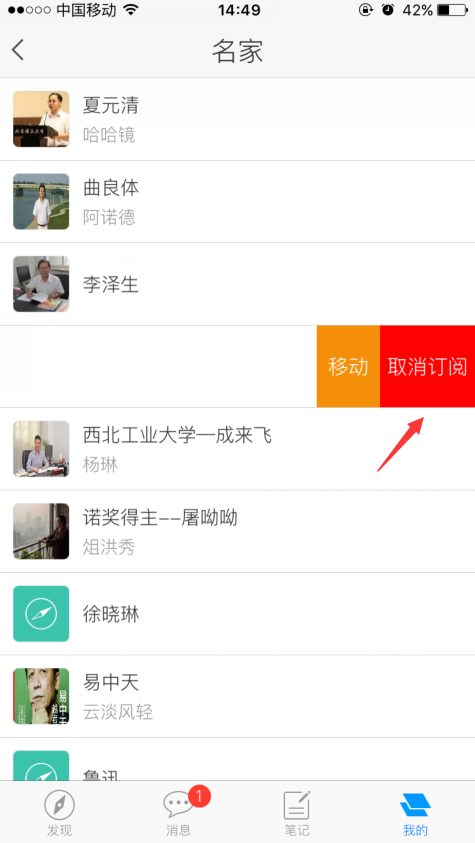 中国移动 14:49 42%
名家
夏元清
哈哈镜
曲良体
阿诺德
李泽生
移动 取消订阅
西北工业大学—成来飞
杨琳
诺奖得主--屠呦呦
俎洪秀
徐晓琳
易中天
云淡风轻
鲁迅
1
发现 消息 笔记 我的